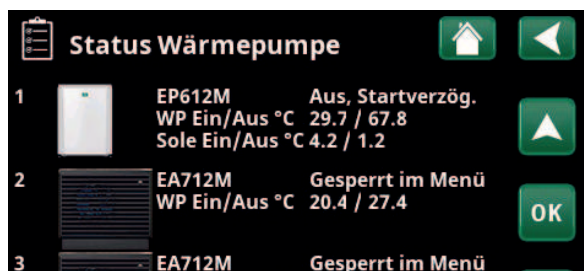 Status Wärmepumpe
1 EP612M Aus, Startverzög.
WP Ein/Aus °C 29.7 / 67.8
Sole Ein/Aus °C 4.2 / 1.2
2 EA712M Gesperrt im Menü
WP Ein/Aus °C 20.4 / 27.4
OK
3 EA712M Gesperrt im Menü